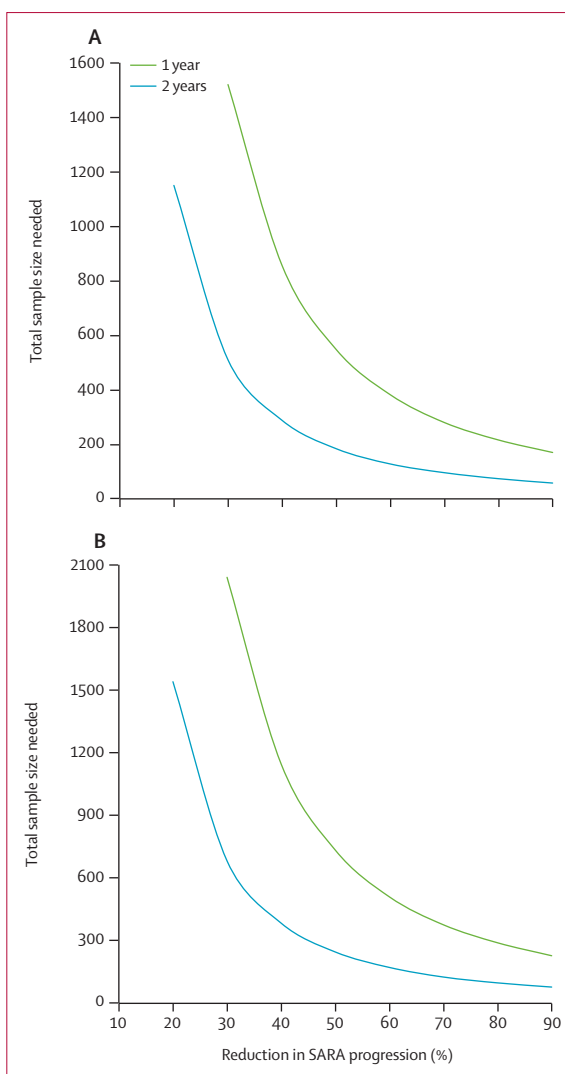 A
1 year
2 years
1600
1400
1200
1000
800
600
400
200
0
Total sample size needed
B
2100
1800
1500
1200
900
600
300
0
Total sample size needed
10 20 30 40 50 60 70 80 90
Reduction in SARA progression (%)